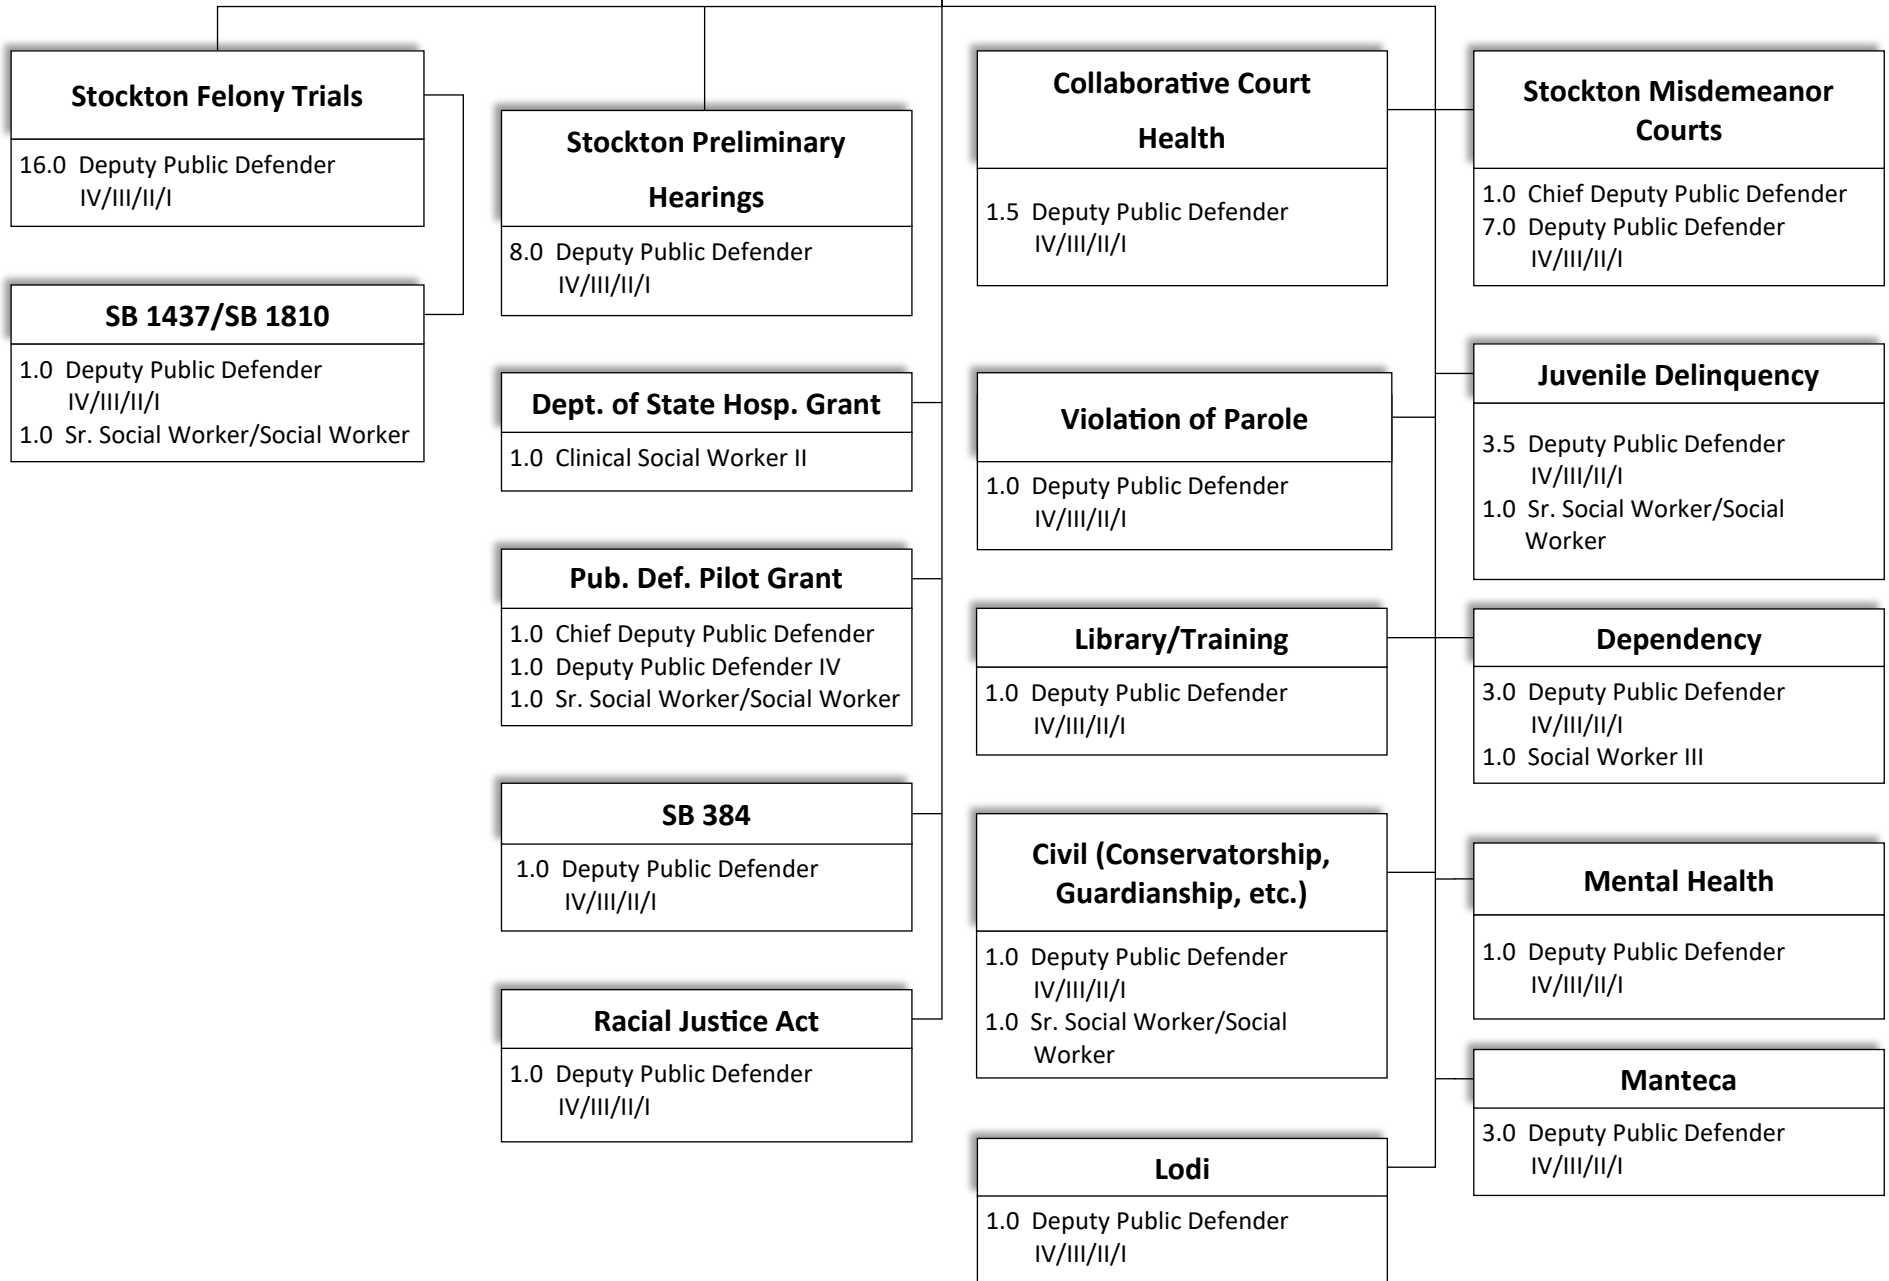 Stockton Felony Trials
16.0 Deputy Public Defender
IV/III/II/I
SB 1437/SB 1810
1.0 Deputy Public Defender
IV/III/II/I
1.0 Sr. Social Worker/Social Worker
Stockton Preliminary
Hearings
8.0 Deputy Public Defender
IV/III/II/I
Dept. of State Hosp. Grant
1.0 Clinical Social Worker II
Pub. Def. Pilot Grant
1.0 Chief Deputy Public Defender
1.0 Deputy Public Defender IV
1.0 Sr. Social Worker/Social Worker
SB 384
1.0 Deputy Public Defender
IV/III/II/I
Racial Justice Act
1.0 Deputy Public Defender
IV/III/II/I
Collaborative Court
Health
1.5 Deputy Public Defender
IV/III/II/I
Violation of Parole
1.0 Deputy Public Defender
IV/III/II/I
Library/Training
1.0 Deputy Public Defender
IV/III/II/I
Civil (Conservatorship,
Guardianship, etc.)
1.0 Deputy Public Defender
IV/III/II/I
1.0 Sr. Social Worker/Social
Worker
Lodi
1.0 Deputy Public Defender
IV/III/II/I
Stockton Misdemeanor
Courts
1.0 Chief Deputy Public Defender
7.0 Deputy Public Defender
IV/III/II/I
Juvenile Delinquency
3.5 Deputy Public Defender
IV/III/II/I
1.0 Sr. Social Worker/Social
Worker
Dependency
3.0 Deputy Public Defender
IV/III/II/I
1.0 Social Worker III
Mental Health
1.0 Deputy Public Defender
IV/III/II/I
Manteca
3.0 Deputy Public Defender
IV/III/II/I